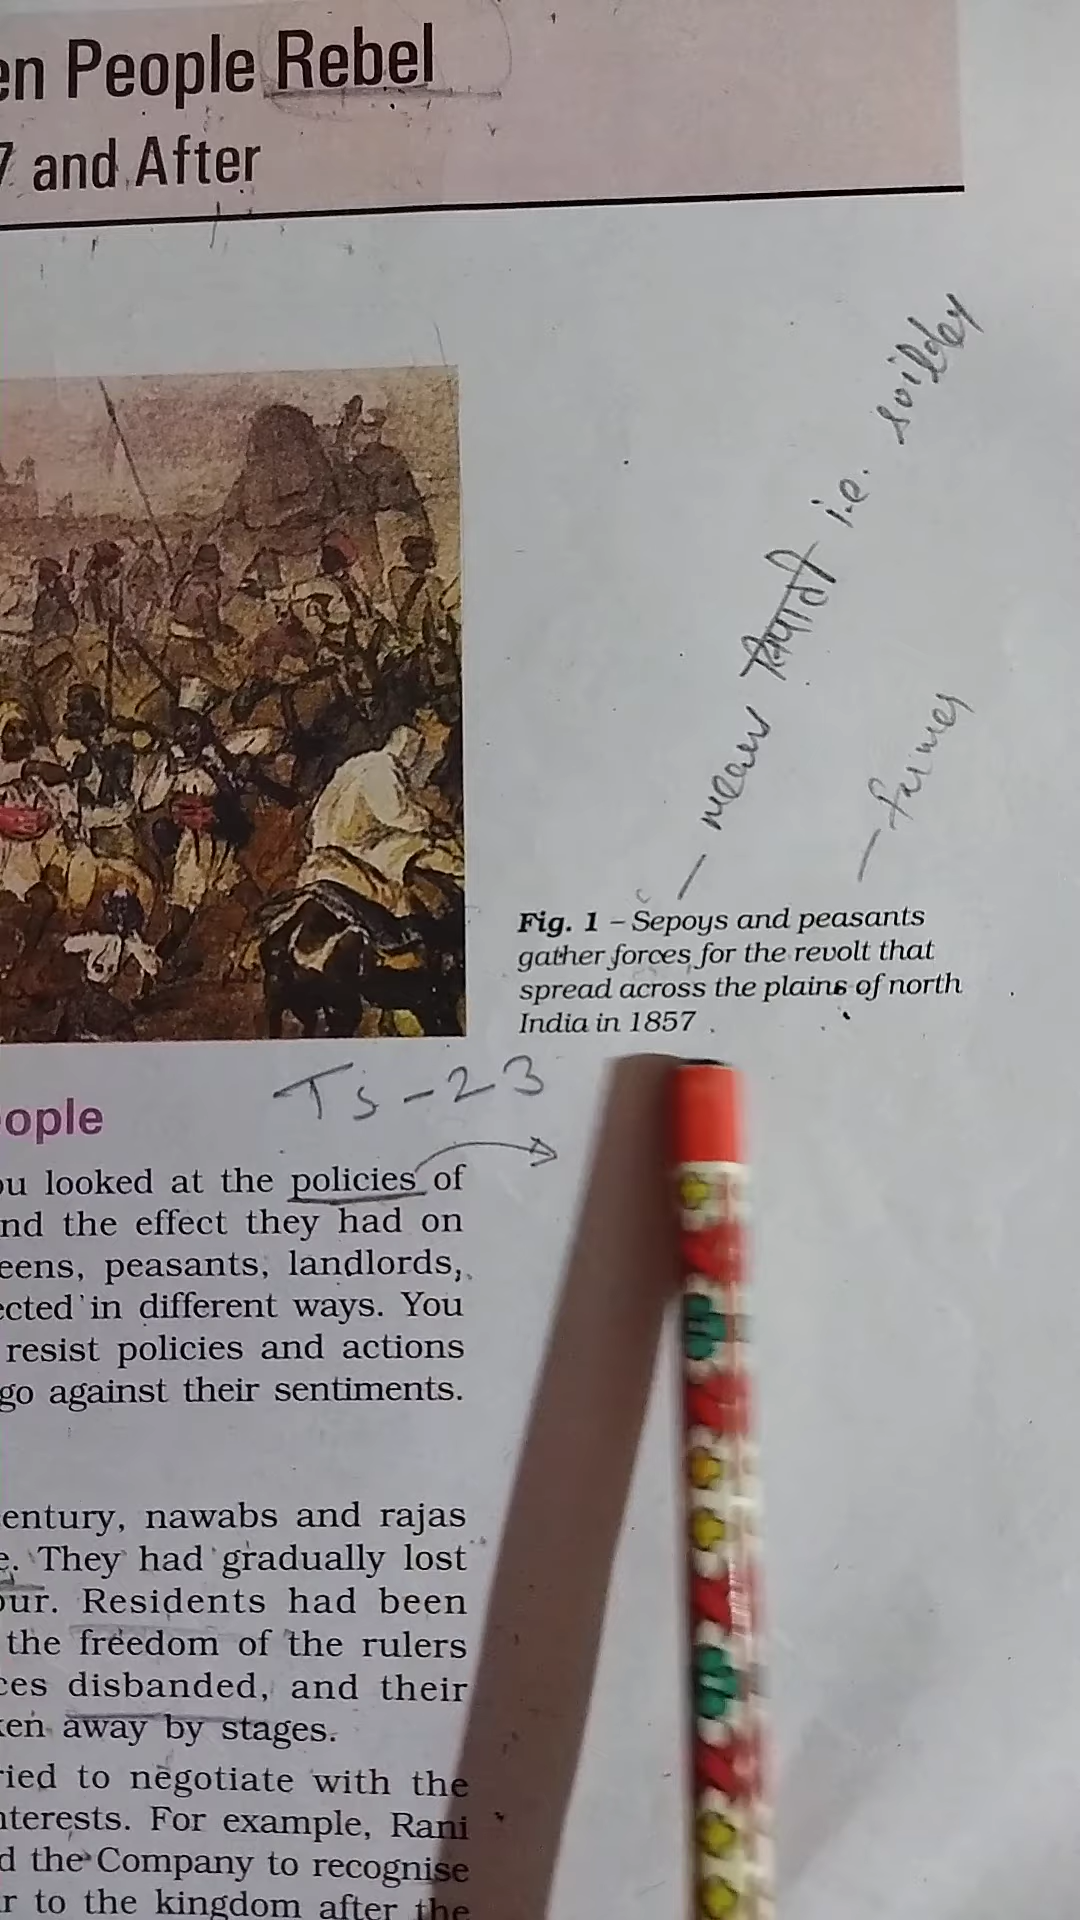 en People Rebel
7 and After
– means सिपाही i.e. soilder
– farmer
Fig. 1 – Sepoys and peasants
gather forces for the revolt that
spread across the plains of north
India in 1857
Ts-23
ople
ou looked at the policies of
nd the effect they had on
eens, peasants, landlords,
ected in different ways. You
resist policies and actions
go against their sentiments.
entury, nawabs and rajas
e. They had gradually lost
our. Residents had been
the freedom of the rulers
ces disbanded, and their
ken away by stages.
ried to negotiate with the
nterests. For example, Rani
d the Company to recognise
r to the kingdom after the